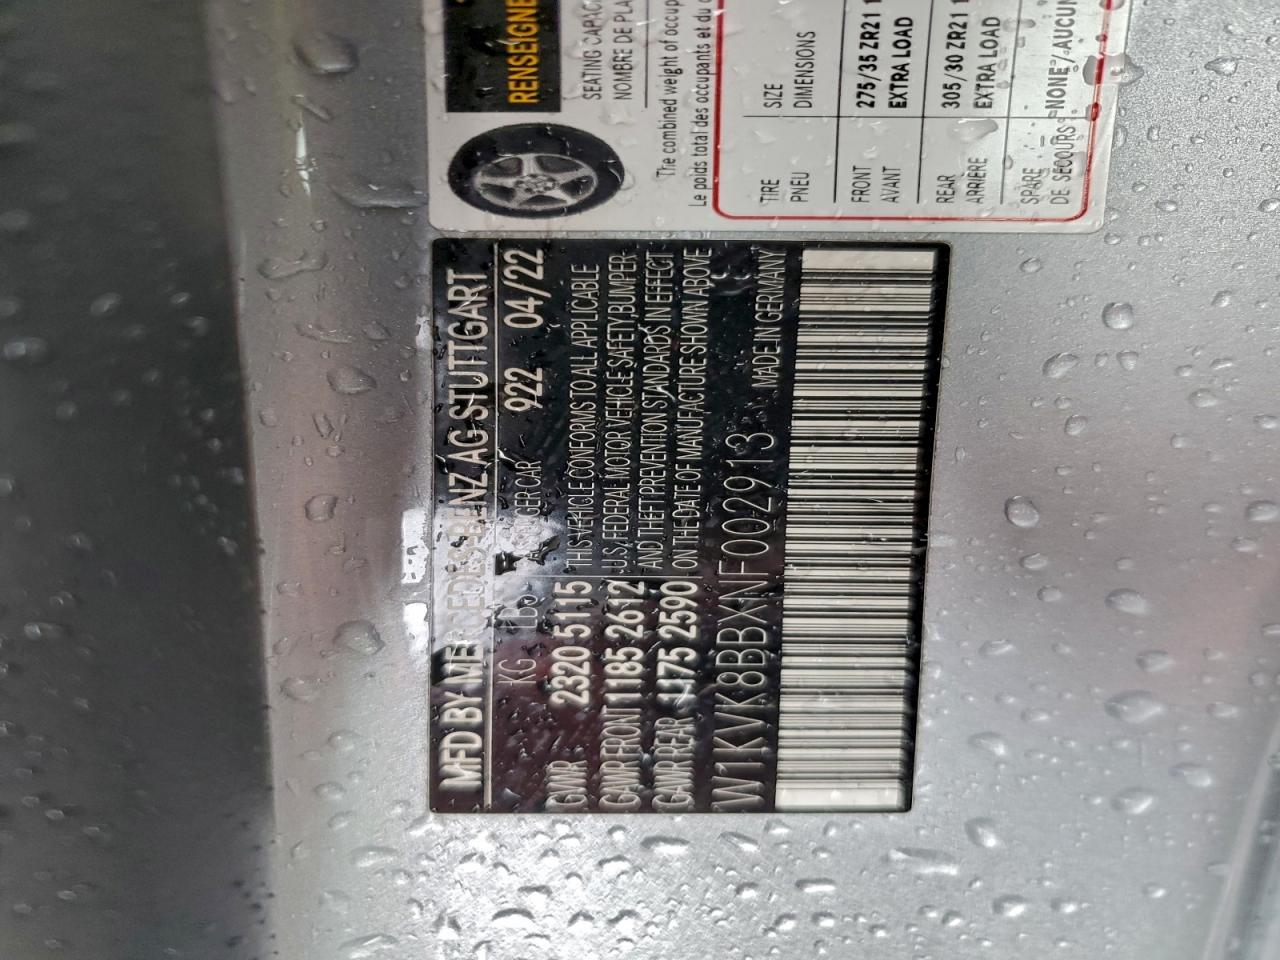 RENSEIGNE
SEATING CAPAC
NOMBRE DE PLA
The combined weight of occup
Le poids total des occupants et du c
TIRE SIZE
PNEU DIMENSIONS
FRONT 275/35 ZR21 1
AVANT EXTRA LOAD
REAR 305/30 ZR21 1
ARRIÈRE EXTRA LOAD
SPARE NONE/AUCUN
DE SECOURS
MFD BY MERCEDES-BENZ AG STUTTGART
KG LB CAR 922 04/22
GVWR 2320 5115
GAWR FRONT 1185 2612
GAWR REAR 1175 2590
THIS VEHICLE CONFORMS TO ALL APPLICABLE
U.S. FEDERAL MOTOR VEHICLE SAFETY, BUMPER
AND THEFT PREVENTION STANDARDS IN EFFECT
ON THE DATE OF MANUFACTURE SHOWN ABOVE
W1KVK8BBXNF002913 MADE IN GERMANY